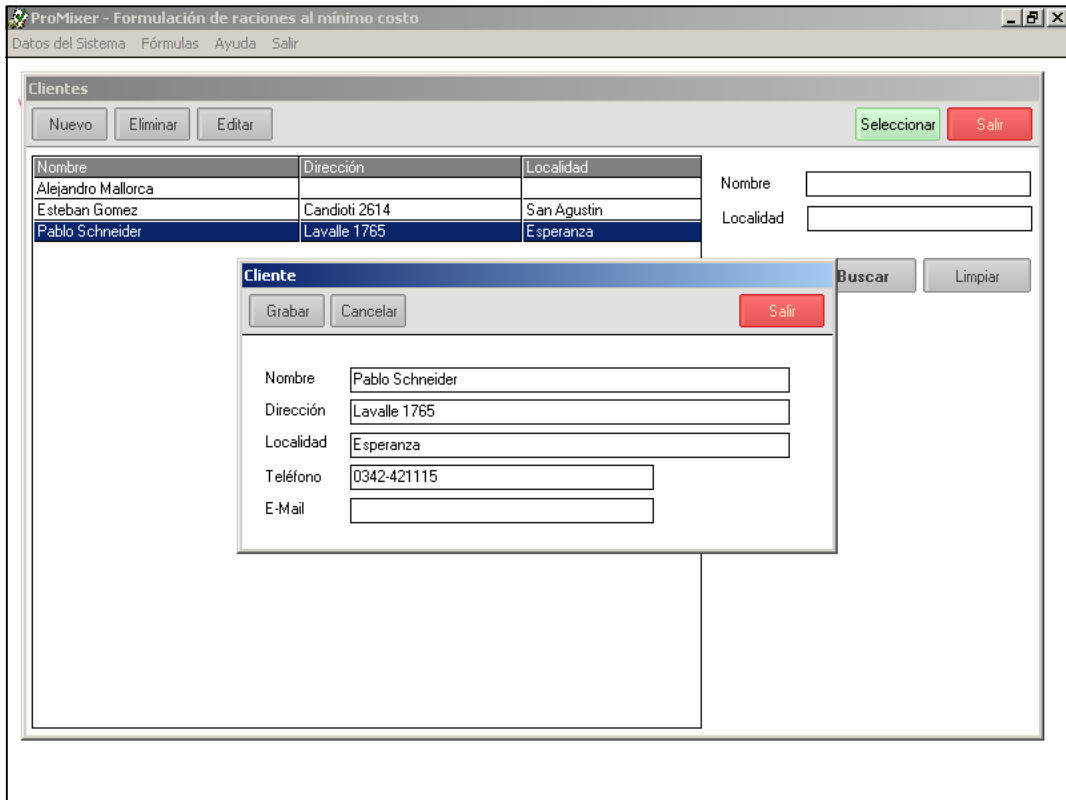 ProMixer - Formulación de raciones al mínimo costo
Datos del Sistema Fórmulas Ayuda Salir
Clientes
Nuevo Eliminar Editar Seleccionar Salir
Nombre Dirección Localidad
Alejandro Mallorca
Esteban Gomez Candioti 2614 San Agustin
Pablo Schneider Lavalle 1765 Esperanza
Nombre
Localidad
Buscar Limpiar
Cliente
Grabar Cancelar Salir
Nombre Pablo Schneider
Dirección Lavalle 1765
Localidad Esperanza
Teléfono 0342-421115
E-Mail